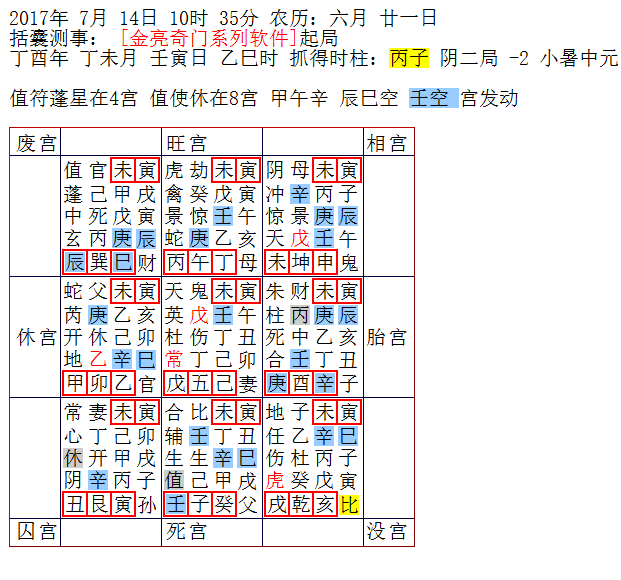 2017年 7月 14日 10时 35分 农历：六月 廿一日
括囊测事： [金亮奇门系列软件]起局
丁酉年 丁未月 壬寅日 乙巳时 抓得时柱：丙子 阴二局 -2 小暑中元
值符蓬星在4宫 值使休在8宫 甲午辛 辰巳空 壬空 宫发动
废宫 旺宫 相宫
值官未寅 虎劫未寅 阴母未寅
蓬己甲戌 禽癸戊寅 冲辛丙子
中死戊寅 景惊壬午 惊景庚辰
玄丙庚辰 蛇庚乙亥 天戊壬午
辰巽巳财 丙午丁母 未坤申鬼
蛇父未寅 天鬼未寅 朱财未寅
芮庚乙亥 英戊壬午 柱丙庚辰
休宫 开休己卯 杜伤丁丑 死中乙亥 胎宫
地乙辛巳 常丁己卯 合壬丁丑
甲卯乙官 戊五己妻 庚酉辛子
常妻未寅 合比未寅 地子未寅
心丁己卯 辅壬丁丑 任乙辛巳
休开甲戌 生生辛巳 伤杜丙子
阴辛丙子 值己甲戌 虎癸戊寅
丑艮寅孙 壬子癸父 戌乾亥比
囚宫 死宫 没宫